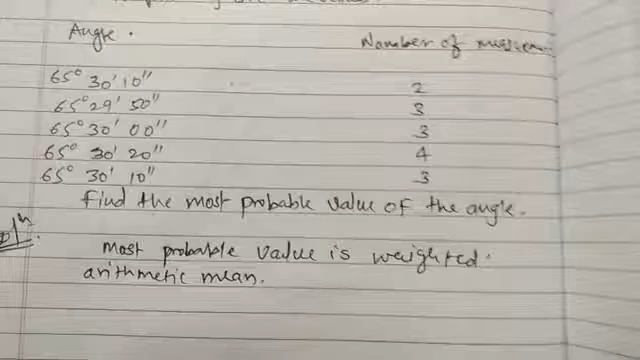 Angle.
Number of
65° 30' 10" 2
65° 29' 50" 3
65° 30' 00" 3
65° 30' 20" 4
65° 30' 10" 3
find the most probable value of the angle.
Most probable value is weighted
arithmetic mean.